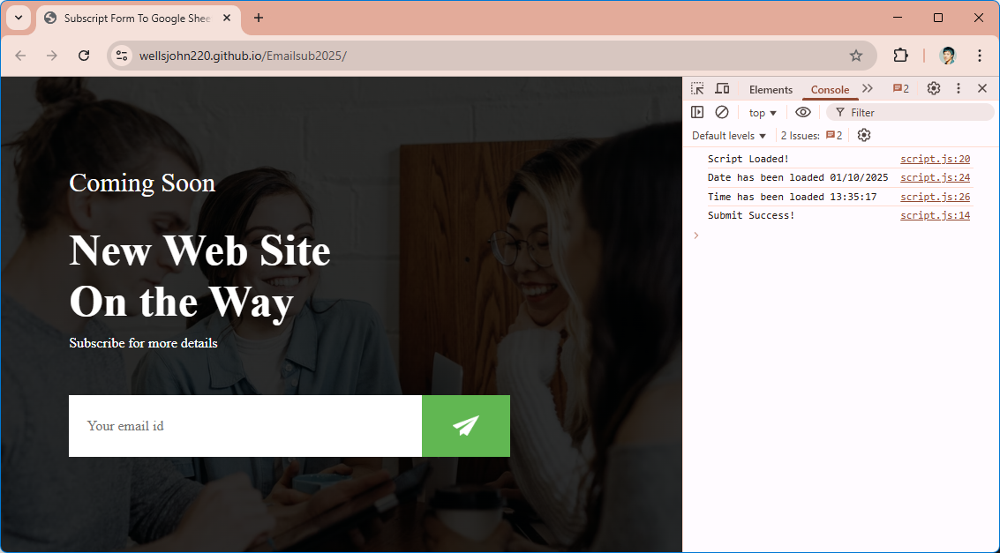 Subscript Form To Google Shee
wellsjohn220.github.io/Emailsub2025/
Elements
Console
2
top
Filter
Default levels
2 Issues:
2
Script Loaded!
script.js:20
Date has been loaded 01/10/2025
script.js:24
Time has been loaded 13:35:17
script.js:26
Submit Success!
script.js:14
Coming Soon
New Web Site
On the Way
Subscribe for more details
Your email id